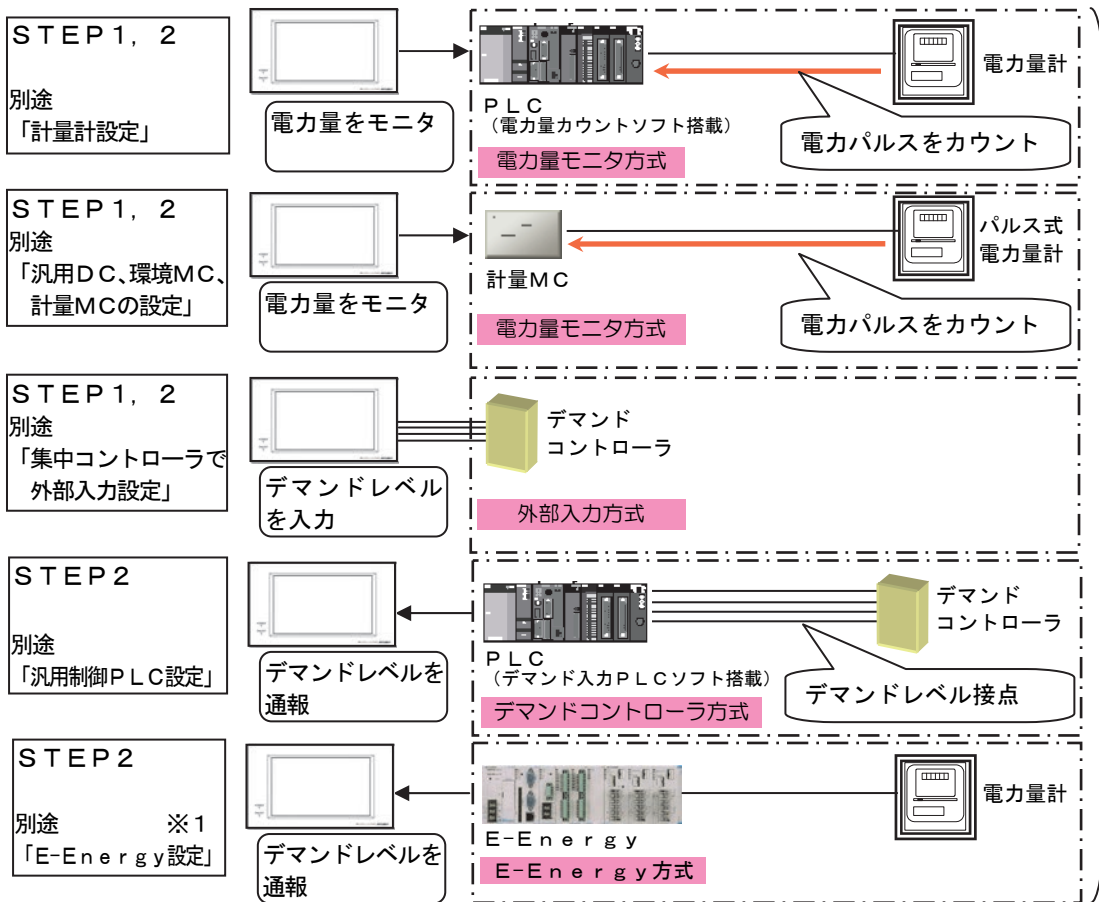 STEP1, 2
別途
「計量計設定」
電力量をモニタ
PLC
（電力量カウントソフト搭載）
電力量モニタ方式
電力量計
電力パルスをカウント
STEP1, 2
別途
「汎用DC、環境MC、
計量MCの設定」
電力量をモニタ
計量MC
電力量モニタ方式
パルス式
電力量計
電力パルスをカウント
STEP1, 2
別途
「集中コントローラで
外部入力設定」
デマンドレベル
を入力
デマンド
コントローラ
外部入力方式
STEP2
別途
「汎用制御PLC設定」
デマンドレベルを
通報
PLC
（デマンド入力PLCソフト搭載）
デマンドコントローラ方式
デマンド
コントローラ
デマンドレベル接点
STEP2
別途 ※1
「E-Energy設定」
デマンドレベルを
通報
E-Energy
E-Energy方式
電力量計